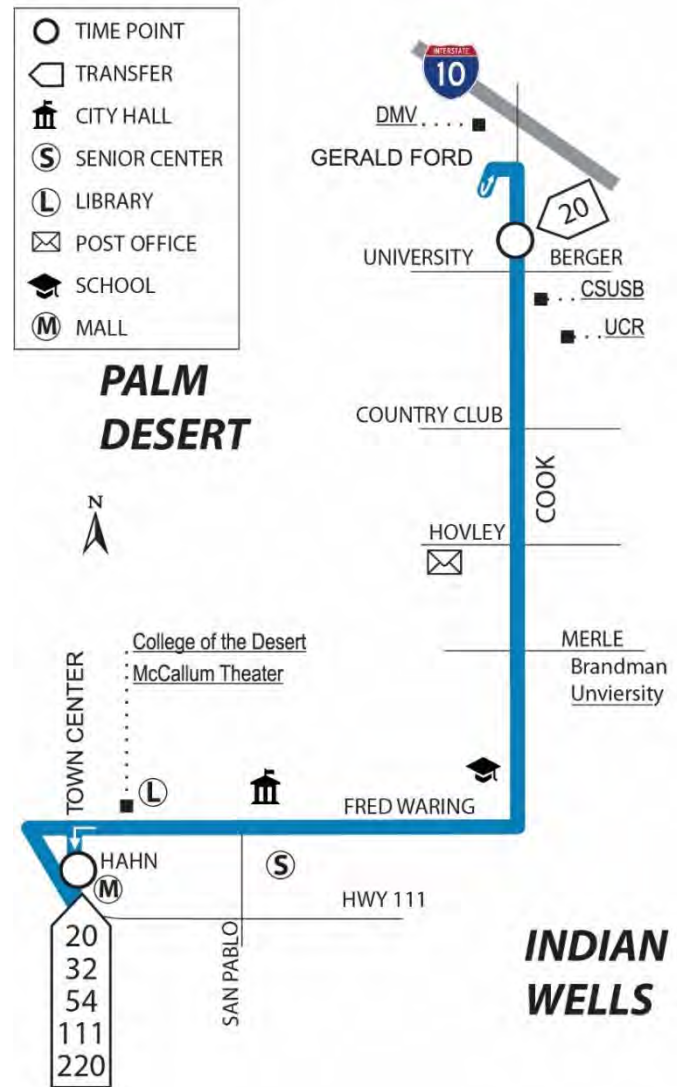 TIME POINT
TRANSFER
CITY HALL
S SENIOR CENTER
L LIBRARY
POST OFFICE
SCHOOL
M MALL
INTERSTATE
10
DMV
GERALD FORD
20
UNIVERSITY BERGER
CSUSB
UCR
PALM
DESERT
COUNTRY CLUB
COOK
N
HOVLEY
MERLE
Brandman
Unviersity
College of the Desert
McCallum Theater
TOWN CENTER
L
FRED WARING
HAHN
S
M
HWY 111
SAN PABLO
20
32
54
111
220
INDIAN
WELLS